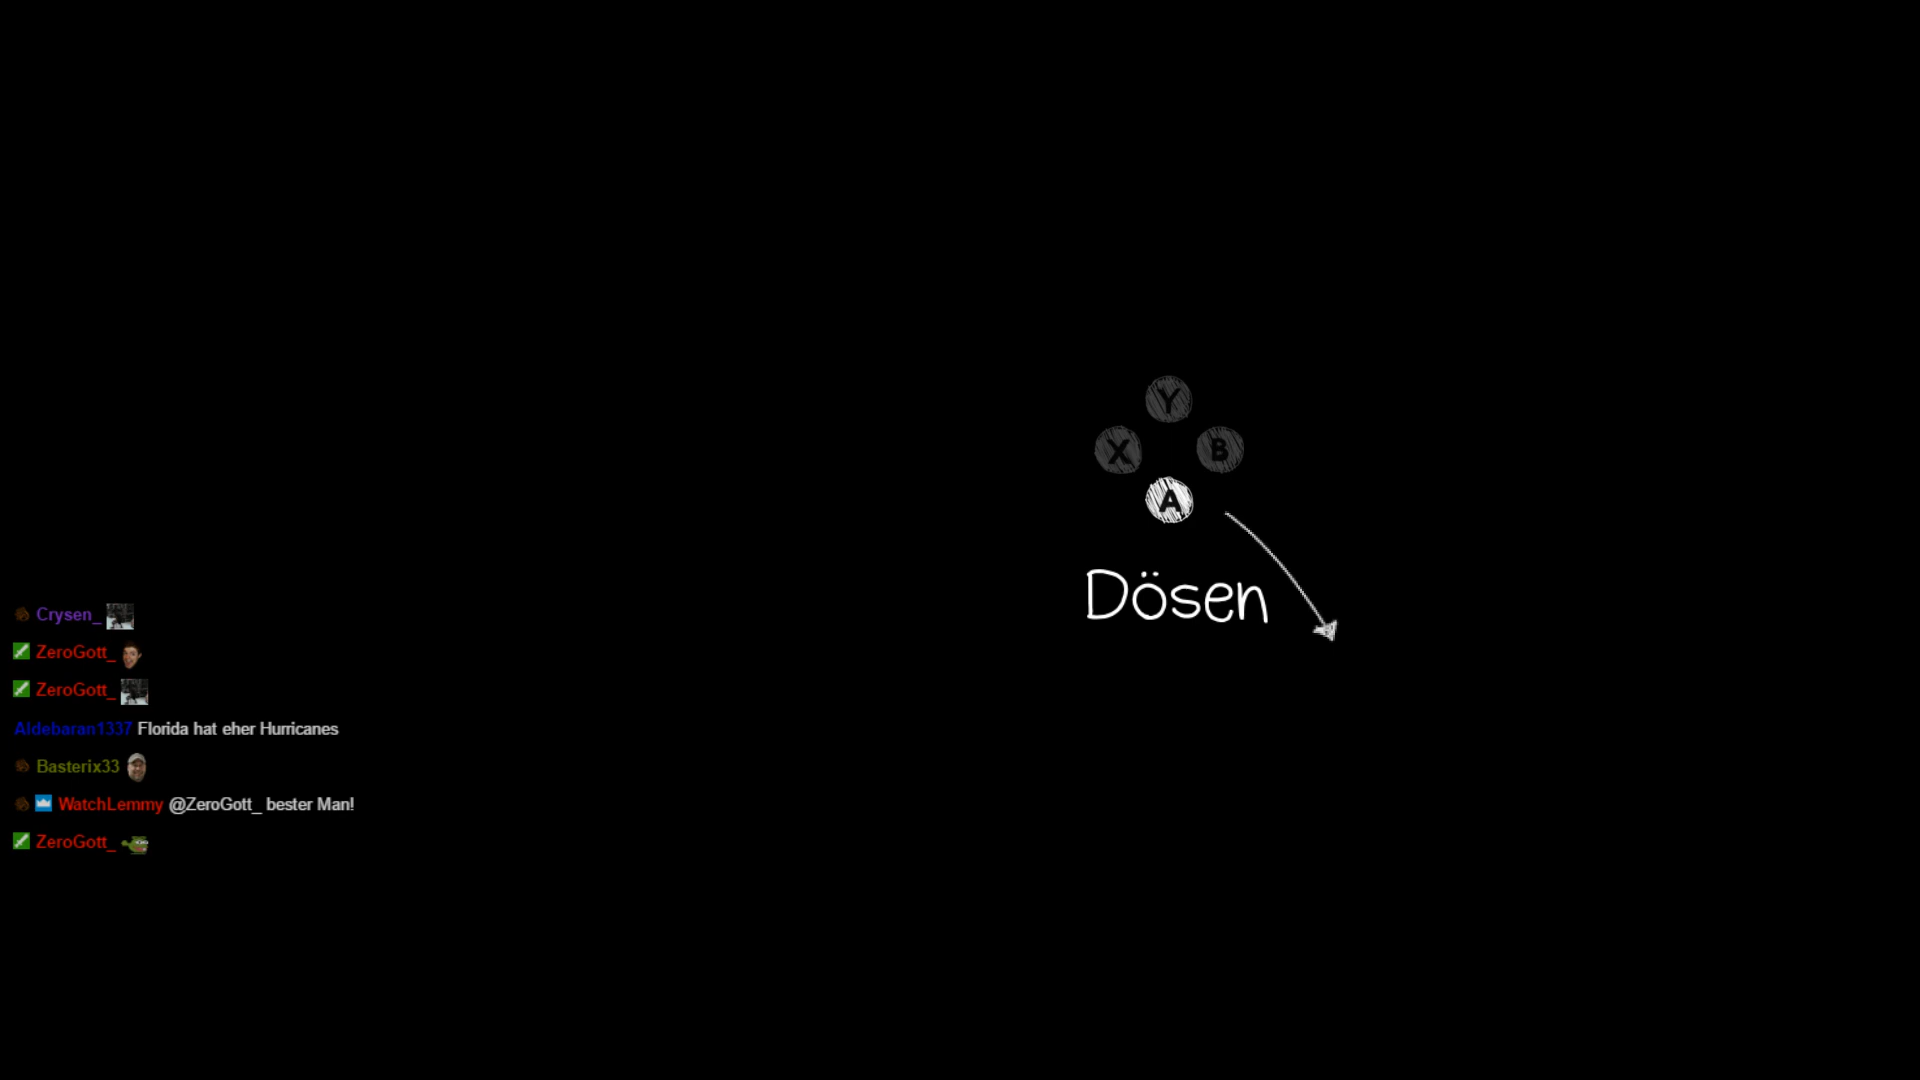 Y
X B
A
Dösen
Crysen_
ZeroGott_
ZeroGott_
Aldebaran1337 Florida hat eher Hurricanes
Basterix33
WatchLemmy @ZeroGott_ bester Man!
ZeroGott_